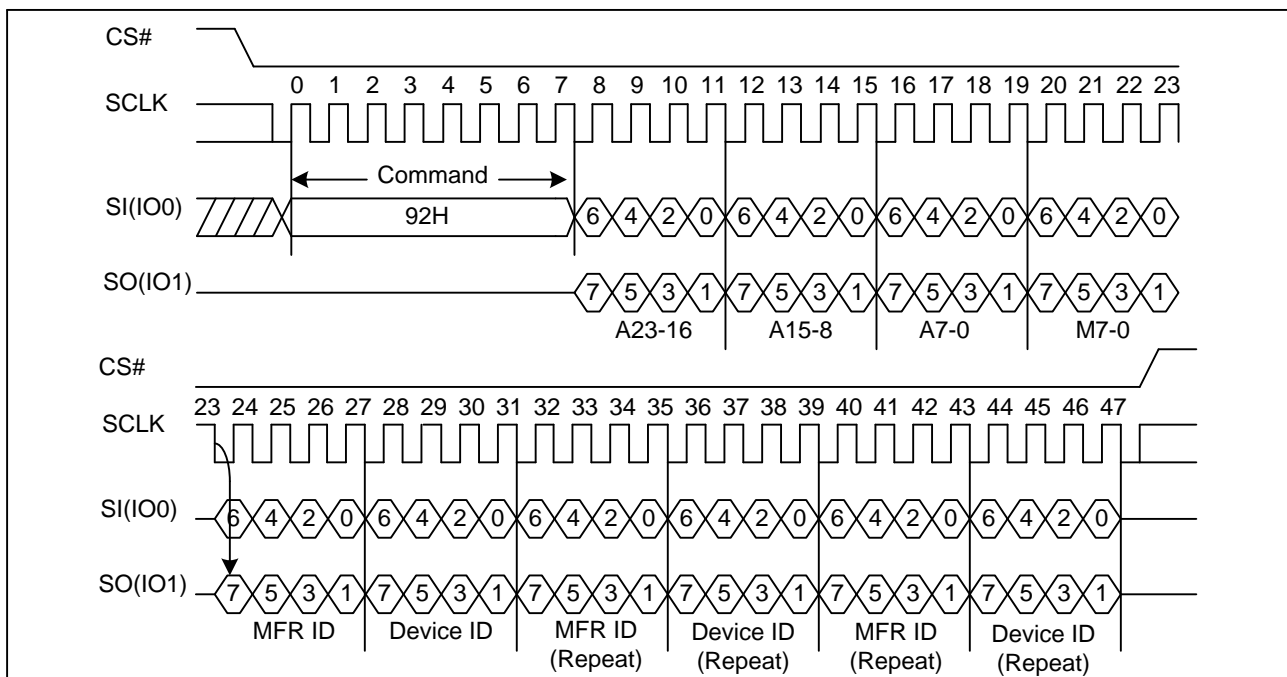 CS#
0 1 2 3 4 5 6 7 8 9 10 11 12 13 14 15 16 17 18 19 20 21 22 23
SCLK
Command
SI(IO0) 92H 6 4 2 0 6 4 2 0 6 4 2 0 6 4 2 0
SO(IO1) 7 5 3 1 7 5 3 1 7 5 3 1 7 5 3 1
A23-16 A15-8 A7-0 M7-0
CS#
23 24 25 26 27 28 29 30 31 32 33 34 35 36 37 38 39 40 41 42 43 44 45 46 47
SCLK
SI(IO0) 6 4 2 0 6 4 2 0 6 4 2 0 6 4 2 0 6 4 2 0 6 4 2 0
SO(IO1) 7 5 3 1 7 5 3 1 7 5 3 1 7 5 3 1 7 5 3 1 7 5 3 1
MFR ID Device ID MFR ID Device ID MFR ID Device ID
(Repeat) (Repeat) (Repeat) (Repeat)